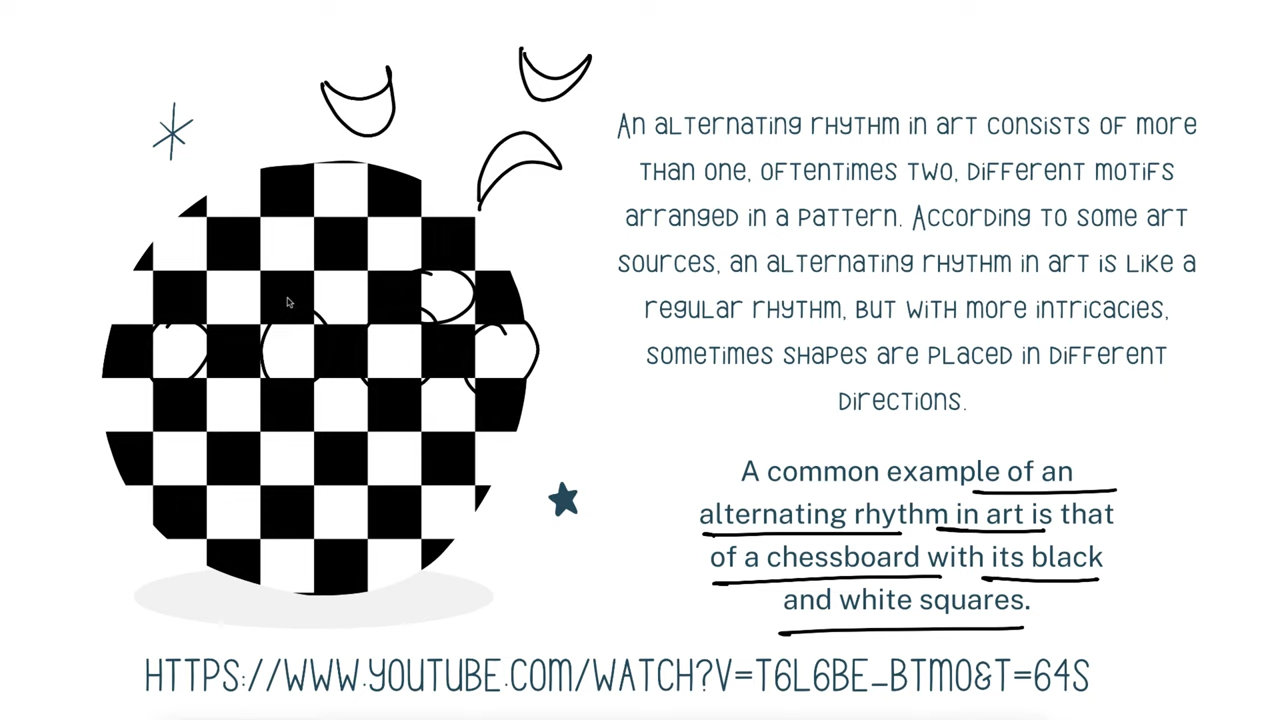 An alternating rhythm in art consists of more
than one, oftentimes two, different motifs
arranged in a pattern. According to some art
sources, an alternating rhythm in art is like a
regular rhythm, but with more intricacies,
sometimes shapes are placed in different
directions.
A common example of an
alternating rhythm in art is that
of a chessboard with its black
and white squares.
HTTPS://WWW.YOUTUBE.COM/WATCH?V=T6L6BE_BTM0&T=64S